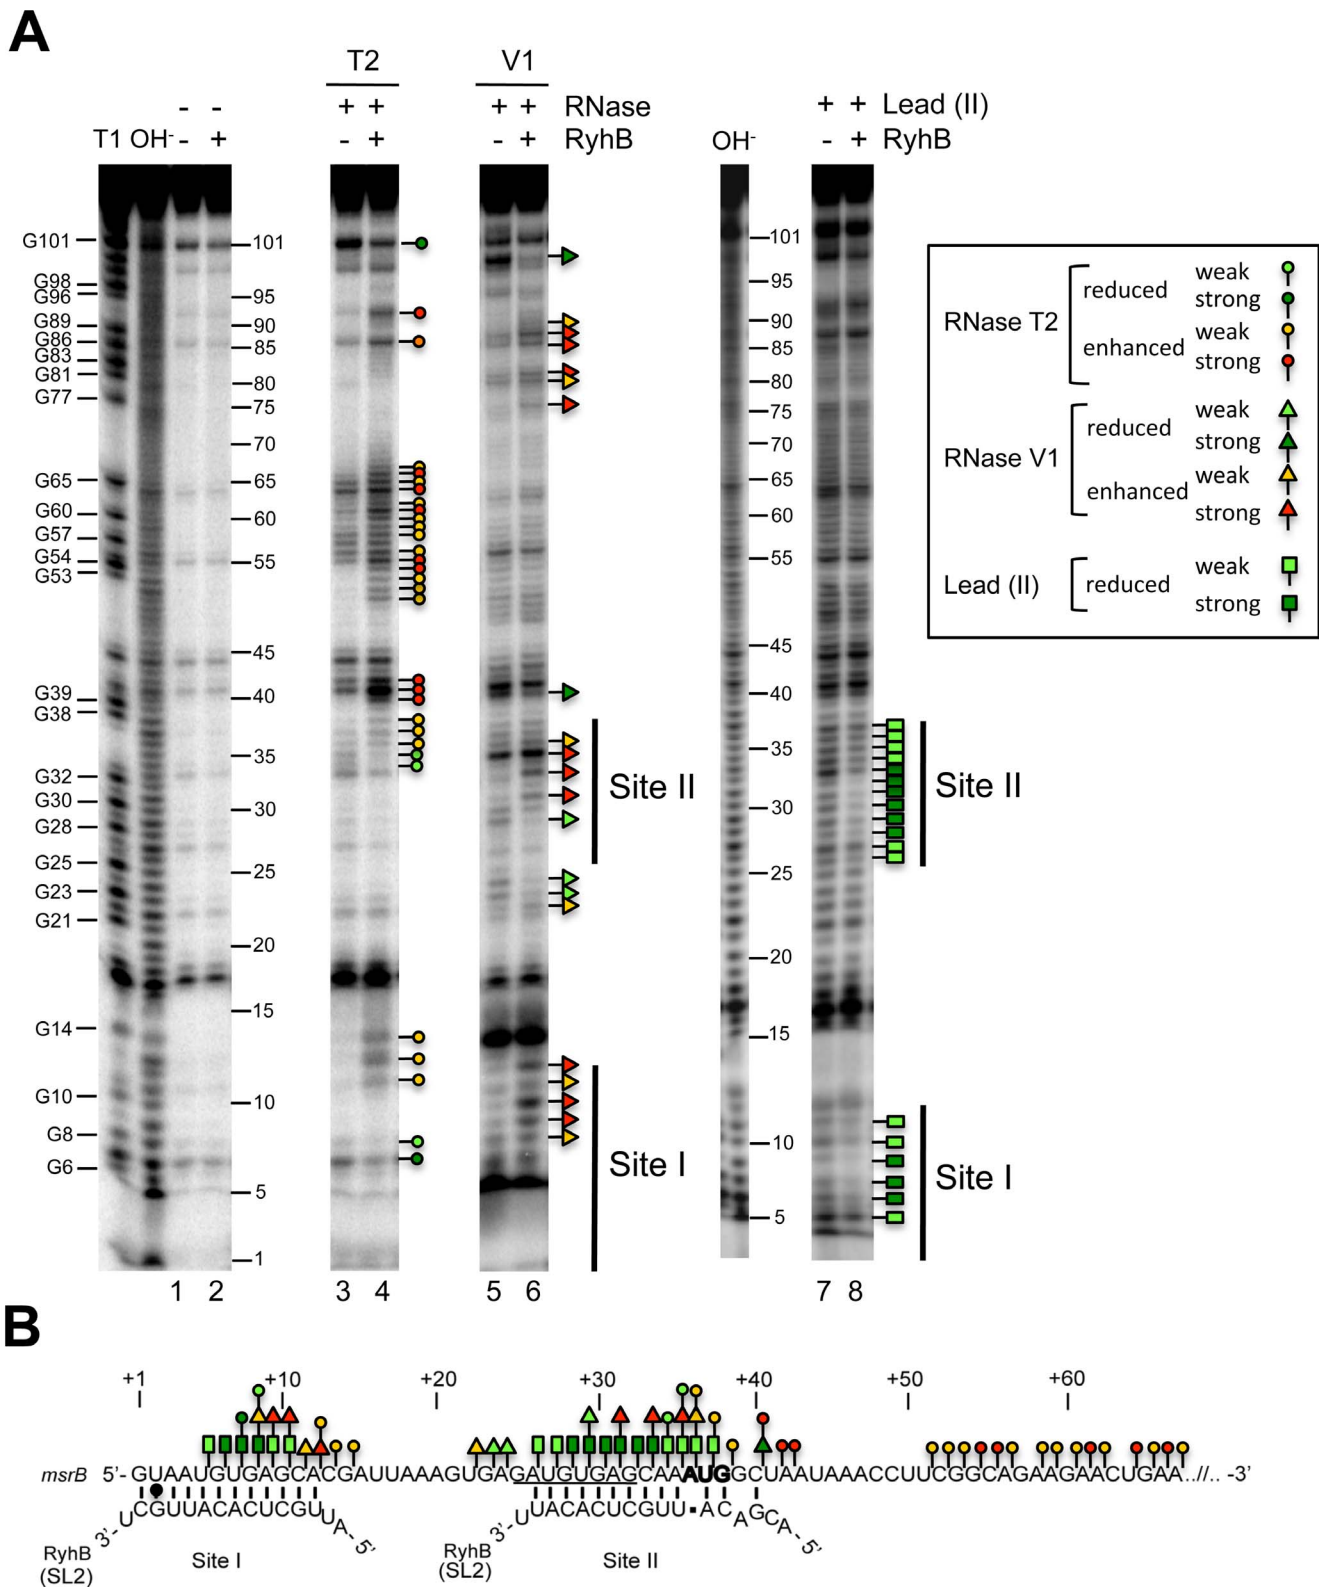 A
T2 V1
- - + + + + RNase + + Lead (II)
T1 OH- - + - + - + RyhB OH- - + RyhB
G101
G98
G96
G89
G86
G83
G81
G77
G65
G60
G57
G54
G53
G39
G38
G32
G30
G28
G25
G23
G21
G14
G10
G8
G6
101
95
90
85
80
75
70
65
60
55
45
40
35
30
25
20
15
10
5
1
Site II
Site I
101
95
90
85
80
75
70
65
60
55
45
40
35
30
25
20
15
10
5
Site II
Site I
1 2 3 4 5 6 7 8
RNase T2
reduced
weak
strong
enhanced
weak
strong
RNase V1
reduced
weak
strong
enhanced
weak
strong
Lead (II)
reduced
weak
strong
B
+1 +10 +20 +30 +40 +50 +60
msrB 5'- GUAAUGUGAGCACGAUUAAAGUGAGAUGUGAGCAAAUGGCUAAUAAACCUUCGGCAGAAGAACUGAA..//.. -3'
3'- UCGUUACACUCGUUA - 5'
3'- UUACACUCGUU ACAGCA - 5'
RyhB
(SL2)
Site I
RyhB
(SL2)
Site II